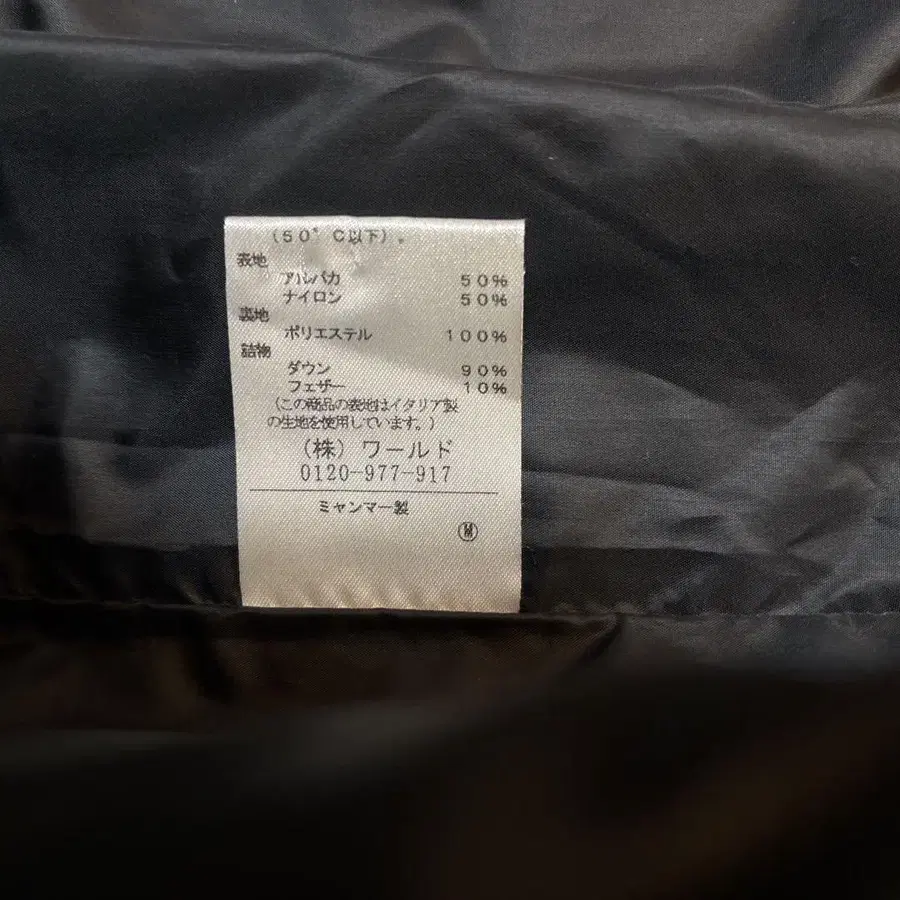 （50°C以下）。
表地
アルパカ 50%
ナイロン 50%
裏地
ポリエステル 100%
詰物
ダウン 90%
フェザー 10%
（この商品の表地はイタリア製
の生地を使用しています。）
（株）ワールド
0120-977-917
ミャンマー製
Ⓜ